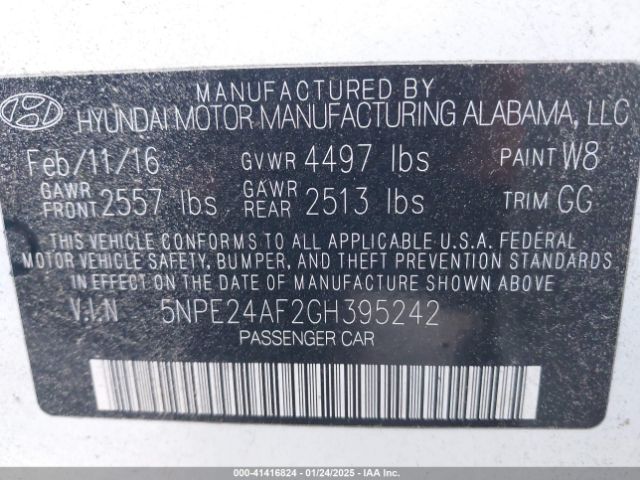 MANUFACTURED BY
HYUNDAI MOTOR MANUFACTURING ALABAMA, LLC
Feb/11/16 GVWR 4497 lbs PAINT W8
GAWR FRONT 2557 lbs GAWR REAR 2513 lbs TRIM GG
THIS VEHICLE CONFORMS TO ALL APPLICABLE U.S.A. FEDERAL
MOTOR VEHICLE SAFETY, BUMPER, AND THEFT PREVENTION STANDARDS
IN EFFECT ON THE DATE OF MANUFACTURE SHOWN ABOVE
V.I.N 5NPE24AF2GH395242
PASSENGER CAR
000-41416824 - 01/24/2025 - IAA Inc.